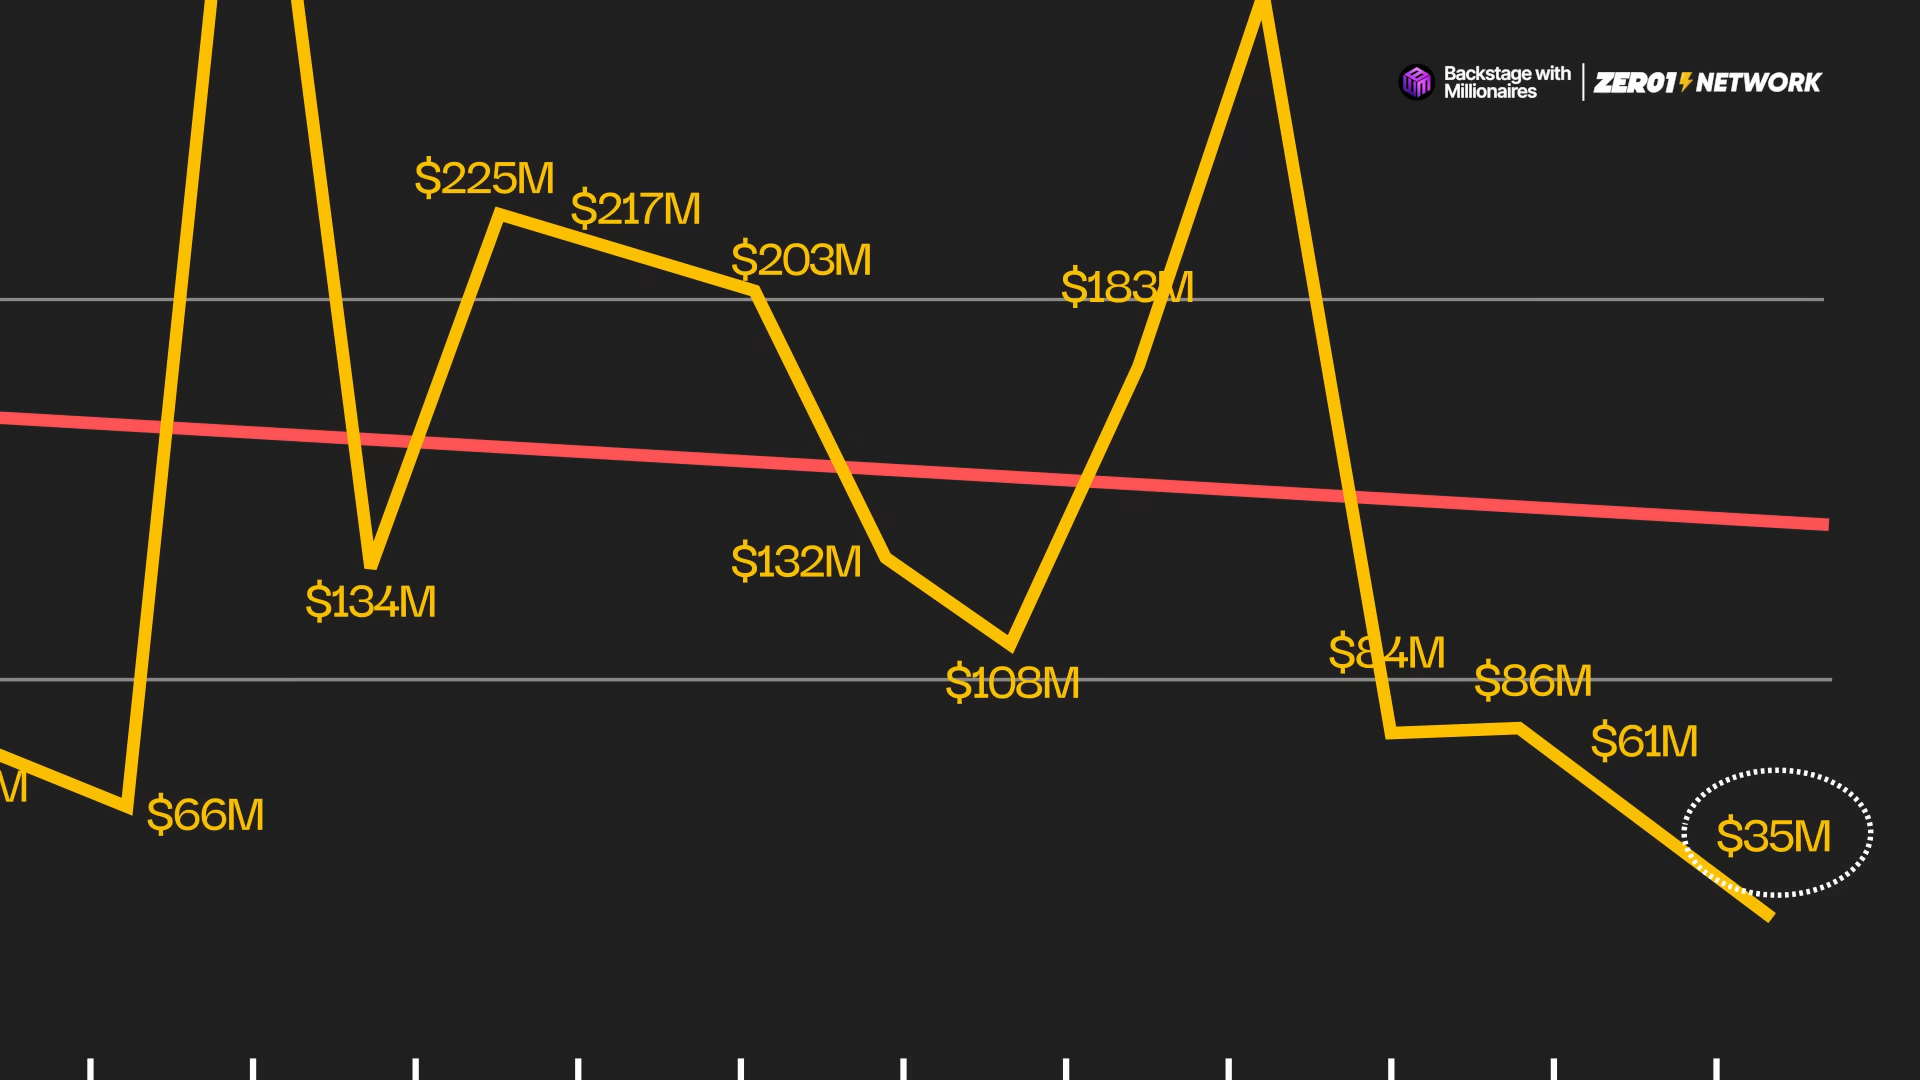 Backstage with
Millionaires
ZERO1 NETWORK
$225M
$217M
$203M
$183M
$132M
$134M
$108M
$84M
$86M
$61M
M
$66M
$35M